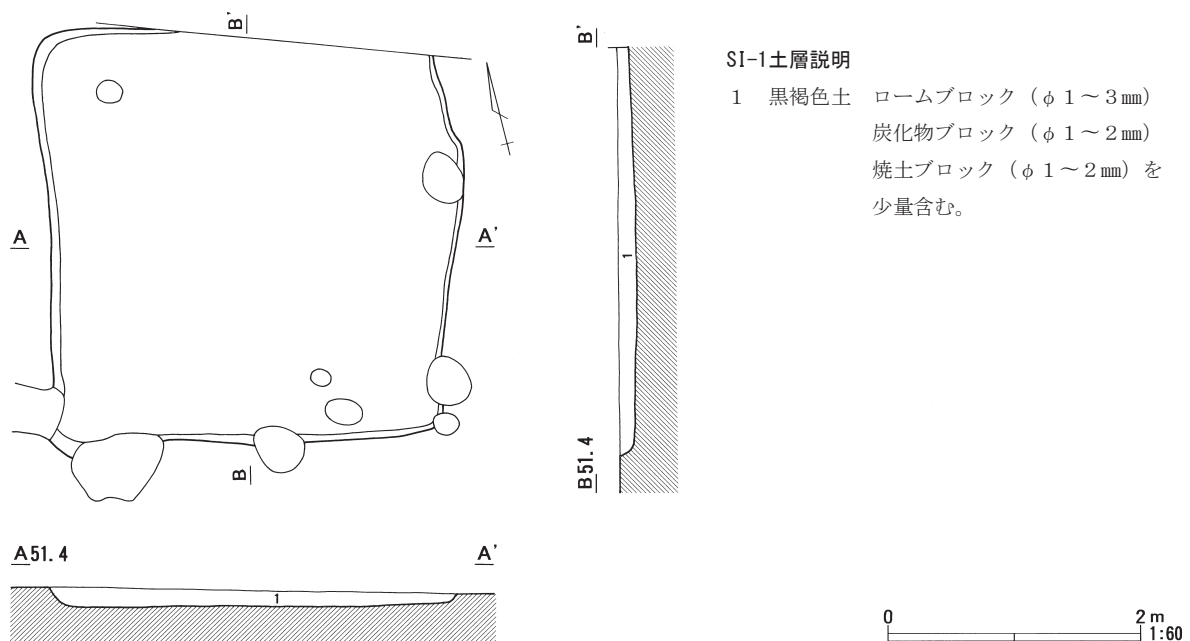 B'
A
A'
B
B'
B51.4
1
SI-1土層説明
1　黒褐色土　ロームブロック（φ１～３㎜）
炭化物ブロック（φ１～２㎜）
焼土ブロック（φ１～２㎜）を
少量含む。
A51.4
A'
1
0
2m
1:60